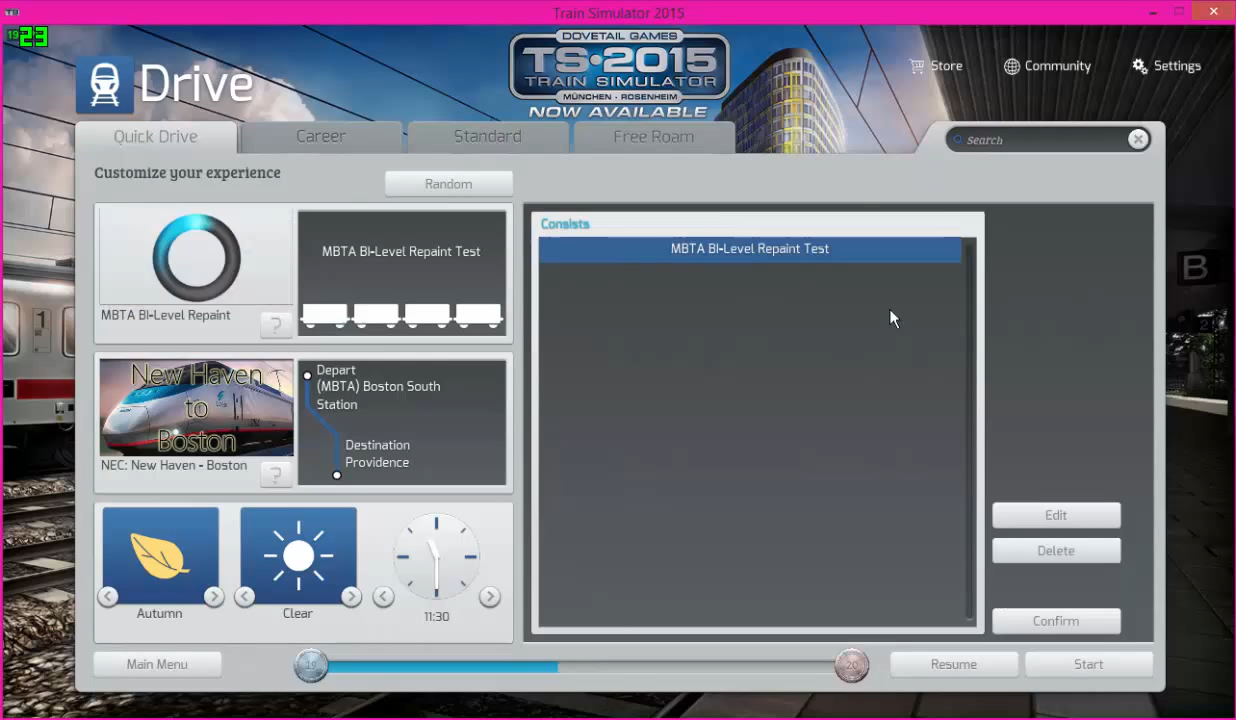 Train Simulator 2015
19 23
Drive
DOVETAIL GAMES
TS•2015
TRAIN SIMULATOR
MÜNCHEN • ROSENHEIM
NOW AVAILABLE
Store
Community
Settings
Quick Drive
Career
Standard
Free Roam
Search
Customize your experience
Random
MBTA BI-Level Repaint
MBTA BI-Level Repaint Test
?
New Haven
to
Boston
NEC: New Haven - Boston
?
Depart
(MBTA) Boston South
Station
Destination
Providence
Autumn
Clear
11:30
Consists
MBTA BI-Level Repaint Test
Edit
Delete
Confirm
Main Menu
19
20
Resume
Start
1
B